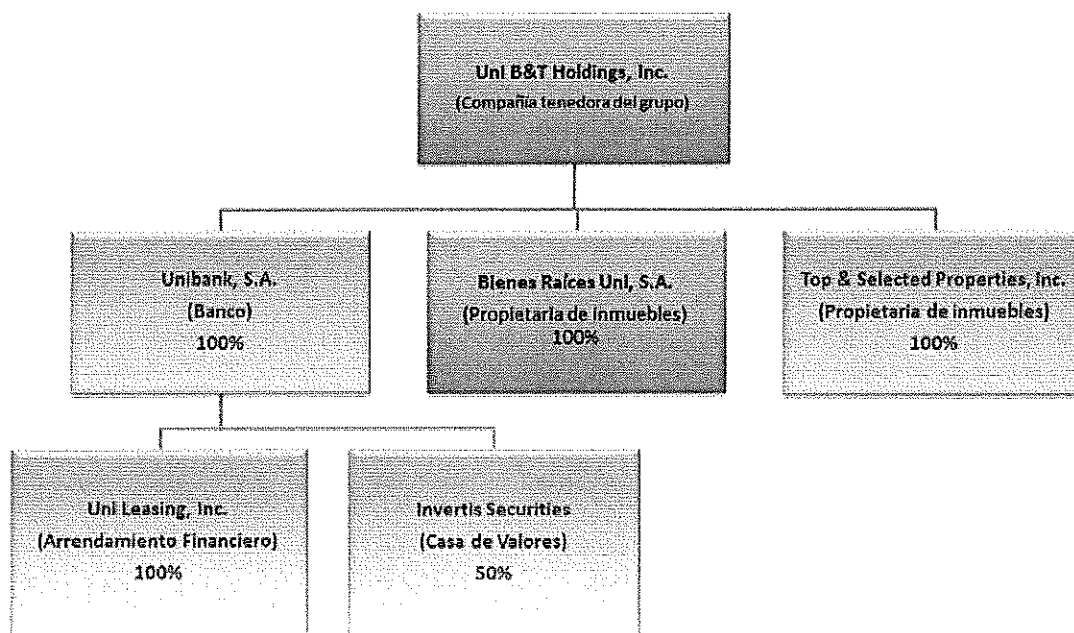 Uni B&T Holdings, Inc.
(Compañía tenedora del grupo)
Unibank, S.A.
(Banco)
100%
Bienes Raíces Uni, S.A.
(Propietaria de inmuebles)
100%
Top & Selected Properties, Inc.
(Propietaria de inmuebles)
100%
Uni Leasing, Inc.
(Arrendamiento Financiero)
100%
Invertis Securities
(Casa de Valores)
50%